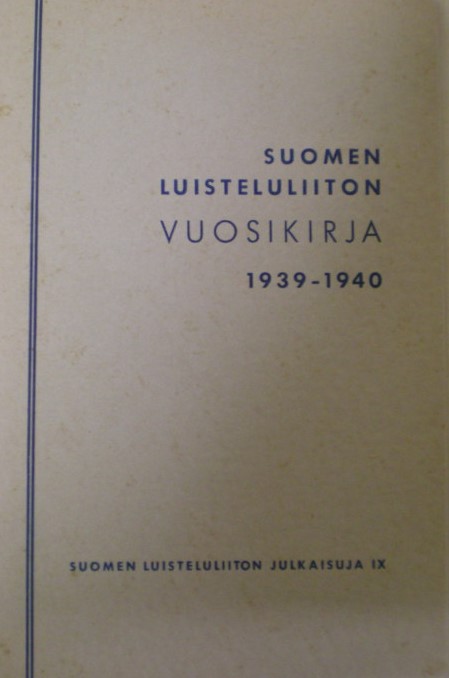 SUOMEN
LUISTELULIITON
VUOSIKIRJA
1939-1940
SUOMEN LUISTELULIITON JULKAISUJA IX